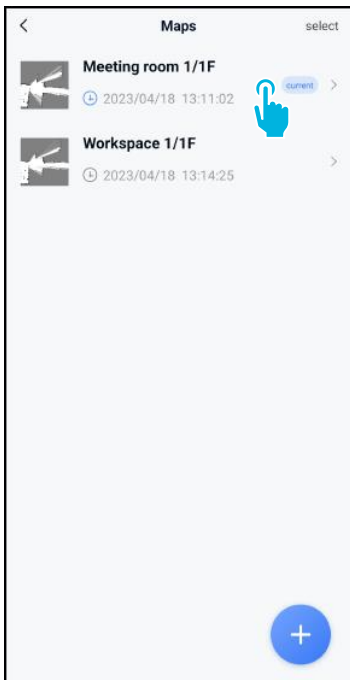 Maps
select
Meeting room 1/1F
2023/04/18 13:11:02
current
Workspace 1/1F
2023/04/18 13:14:25